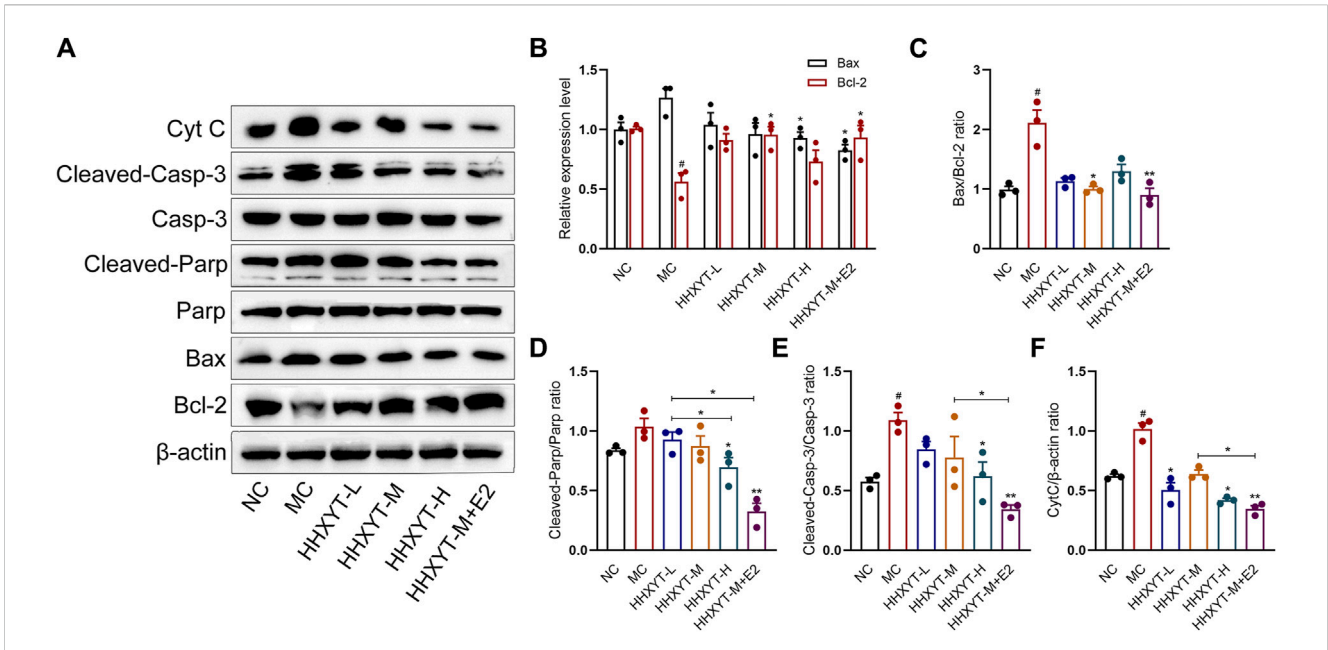 A
Cyt C
Cleaved-Casp-3
Casp-3
Cleaved-Parp
Parp
Bax
Bcl-2
β-actin
NC
MC
HHXYT-L
HHXYT-M
HHXYT-H
HHXYT-M+E2
B
Relative expression level
1.5
1.0
0.5
0.0
Bax
Bcl-2
#
*
*
*
*
NC
MC
HHXYT-L
HHXYT-M
HHXYT-H
HHXYT-M+E2
C
Bax/Bcl-2 ratio
3
2
1
0
#
*
**
NC
MC
HHXYT-L
HHXYT-M
HHXYT-H
HHXYT-M+E2
D
Cleaved-Parp/Parp ratio
1.5
1.0
0.5
0.0
*
*
*
**
NC
MC
HHXYT-L
HHXYT-M
HHXYT-H
HHXYT-M+E2
E
Cleaved-Casp-3/Casp-3 ratio
1.5
1.0
0.5
0.0
#
*
*
**
NC
MC
HHXYT-L
HHXYT-M
HHXYT-H
HHXYT-M+E2
F
CytC/β-actin ratio
1.5
1.0
0.5
0.0
#
*
*
*
**
NC
MC
HHXYT-L
HHXYT-M
HHXYT-H
HHXYT-M+E2